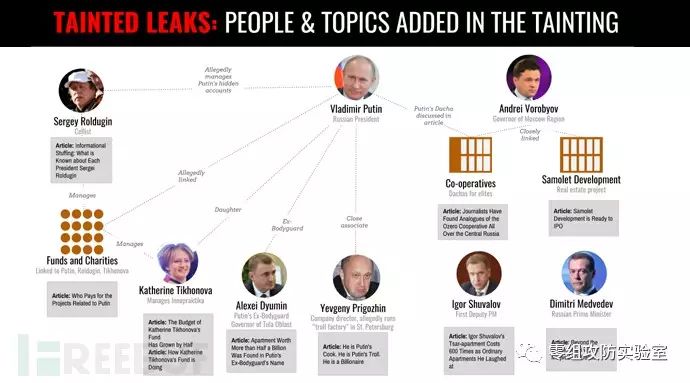 TAINTED LEAKS: PEOPLE & TOPICS ADDED IN THE TAINTING
Allegedly
manages
Putin's hidden
accounts
Sergey Roldugin
Cellist
Article: Informational
Stuffing: What is
Known about Each
President Sergei
Roldugin
Vladimir Putin
Russian President
Putin's Dacha
discussed in
article
Andrei Vorobyov
Governor of Moscow Region
Closely
linked
Allegedly
linked
Manages
Daughter
Ex-
Bodyguard
Close
associate
Co-operatives
Dachas for elites
Article: Journalists Have
Found Analogues of the
Ozero Cooperative All
Over the Central Russia
Samolet Development
Real estate project
Article: Samolet
Development is Ready to
IPO
Funds and Charities
Linked to Putin, Roldugin, Tikhonova
Article: Who Pays for the
Projects Related to Putin
Manages
Katherine Tikhonova
Manages Innopraktika
Article: The Budget of
Katherine Tikhonova's
Fund
Has Grown by Half
Article: How Katherine
Tikhonova's Fund is
Doing
Alexei Dyumin
Putin's Ex-Bodyguard
Governor of Tula Oblast
Article: Apartment Worth
More than Half a Billion
Was Found in Putin's
Ex-Bodyguard's Name
Yevgeny Prigozhin
Company director, allegedly runs
"troll factory" in St. Petersburg
Article: He is Putin's
Cook. He is Putin's Troll.
He is a Billionaire
Igor Shuvalov
First Deputy PM
Article: Igor Shuvalov's
Tsar-apartment Costs
600 Times as Ordinary
Apartments He Laughed
at
Dimitri Medvedev
Russian Prime Minister
Article: Beyond the
零组攻防实验室